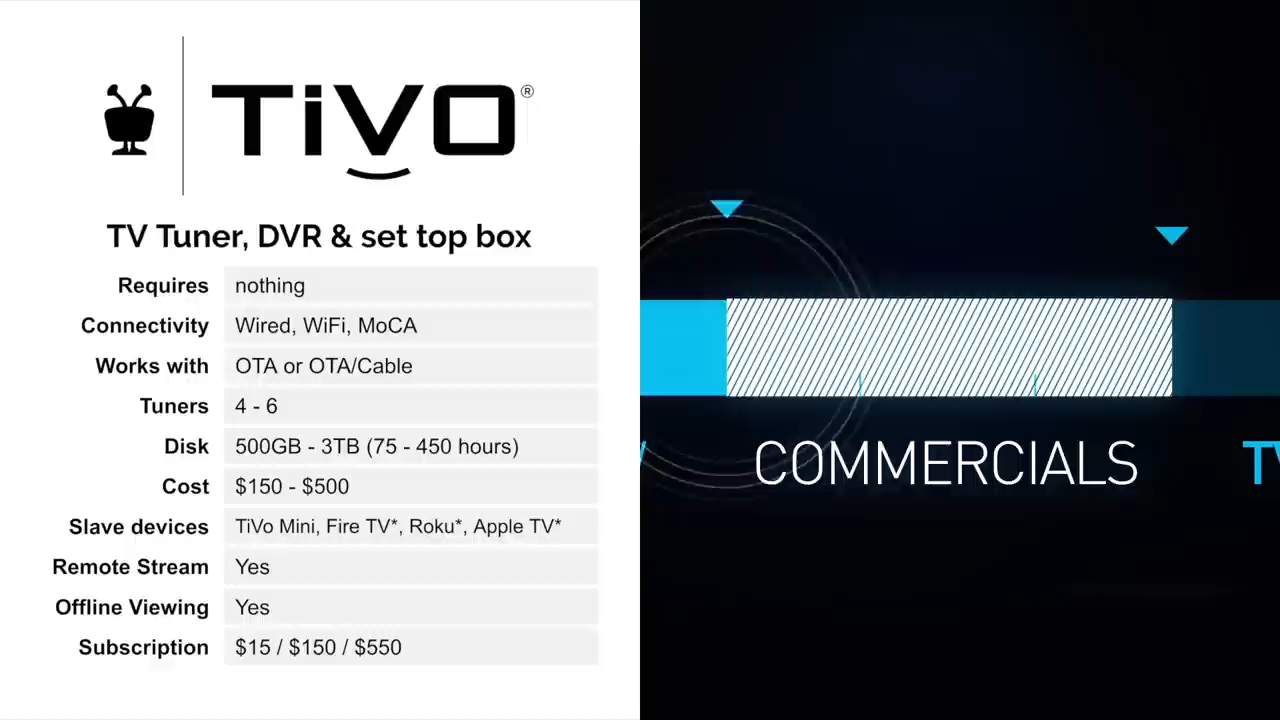 TiVo®
TV Tuner, DVR & set top box
Requires nothing
Connectivity Wired, WiFi, MoCA
Works with OTA or OTA/Cable
Tuners 4 - 6
Disk 500GB - 3TB (75 - 450 hours)
Cost $150 - $500
Slave devices TiVo Mini, Fire TV*, Roku*, Apple TV*
Remote Stream Yes
Offline Viewing Yes
Subscription $15 / $150 / $550
COMMERCIALS